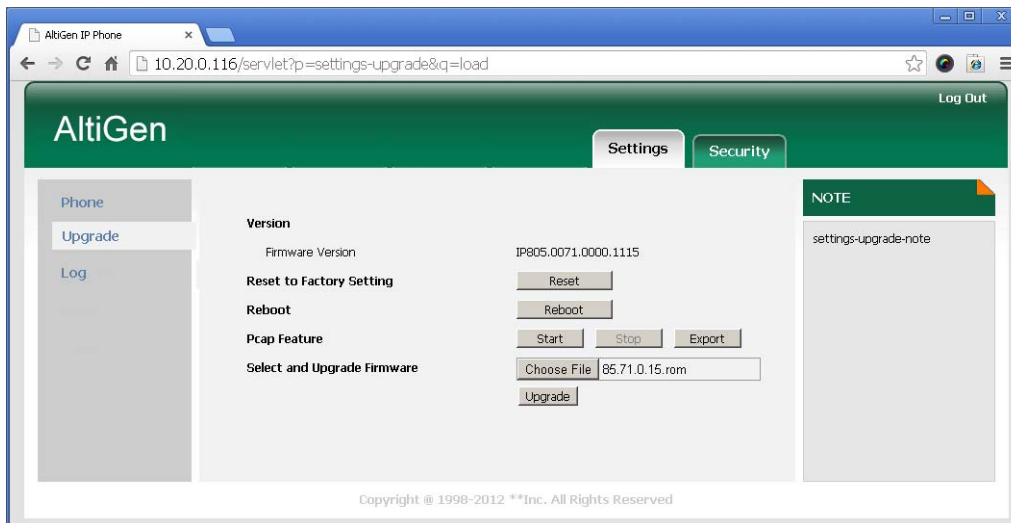 AltiGen IP Phone
10.20.0.116/servlet?p=settings-upgrade&q=load
Log Out
AltiGen
Settings
Security
Phone
Upgrade
Log
Version
Firmware Version IP805.0071.0000.1115
Reset to Factory Setting Reset
Reboot Reboot
Pcap Feature Start Stop Export
Select and Upgrade Firmware Choose File 85.71.0.15.rom
Upgrade
NOTE
settings-upgrade-note
Copyright @ 1998-2012 **Inc. All Rights Reserved